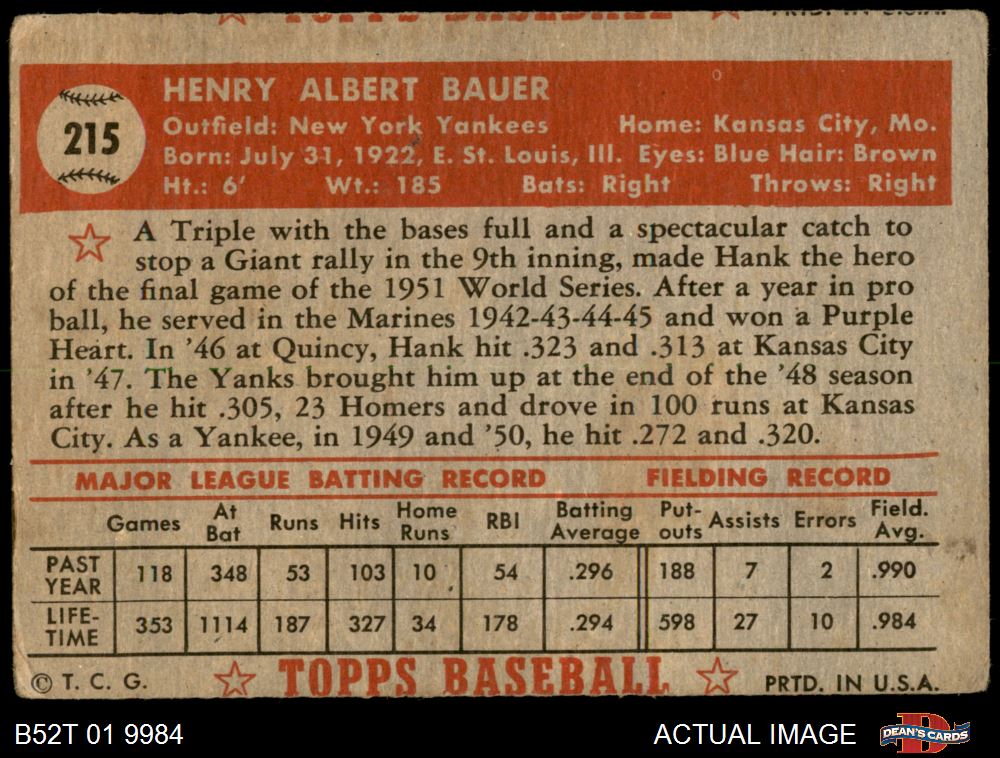 TOPPS BASEBALL PRTD. IN U.S.A.
215
HENRY ALBERT BAUER
Outfield: New York Yankees Home: Kansas City, Mo.
Born: July 31, 1922, E. St. Louis, Ill. Eyes: Blue Hair: Brown
Ht.: 6' Wt.: 185 Bats: Right Throws: Right
A Triple with the bases full and a spectacular catch to
stop a Giant rally in the 9th inning, made Hank the hero
of the final game of the 1951 World Series. After a year in pro
ball, he served in the Marines 1942-43-44-45 and won a Purple
Heart. In '46 at Quincy, Hank hit .323 and .313 at Kansas City
in '47. The Yanks brought him up at the end of the '48 season
after he hit .305, 23 Homers and drove in 100 runs at Kansas
City. As a Yankee, in 1949 and '50, he hit .272 and .320.
MAJOR LEAGUE BATTING RECORD FIELDING RECORD
Games At Bat Runs Hits Home Runs RBI Batting Average Put-outs Assists Errors Field. Avg.
PAST YEAR 118 348 53 103 10 54 .296 188 7 2 .990
LIFE-TIME 353 1114 187 327 34 178 .294 598 27 10 .984
© T. C. G. TOPPS BASEBALL PRTD. IN U.S.A.
B52T 01 9984 ACTUAL IMAGE D DEAN'S CARDS